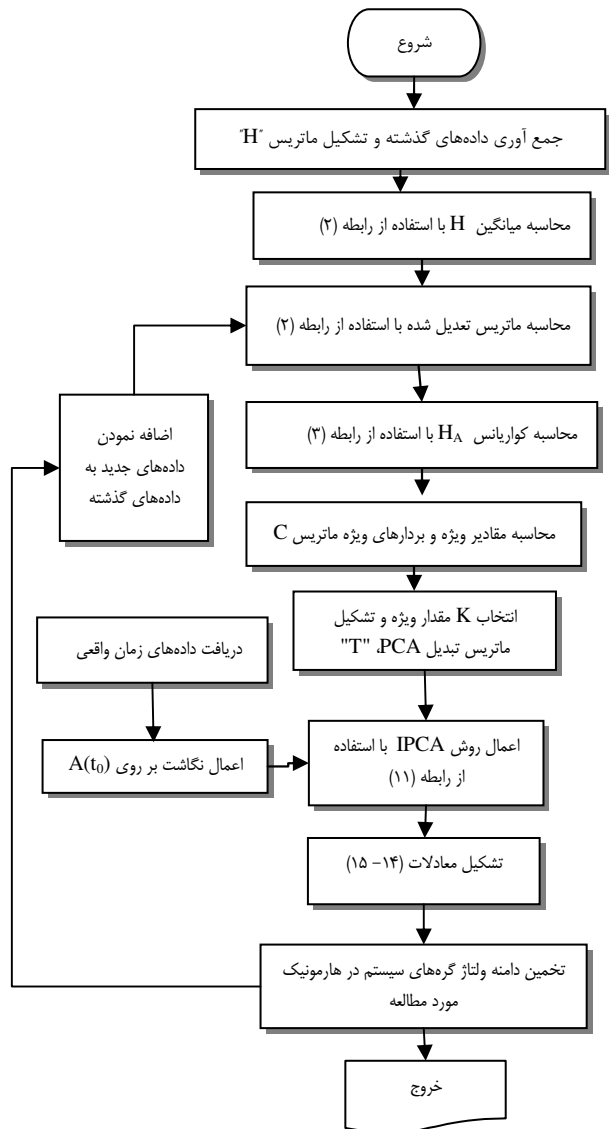 شروع
جمع آوری داده‌های گذشته و تشکیل ماتریس "H"
محاسبه میانگین H با استفاده از رابطه (۲)
محاسبه ماتریس تعدیل شده با استفاده از رابطه (۲)
اضافه نمودن
داده‌های جدید به
داده‌های گذشته
محاسبه کواریانس H_A با استفاده از رابطه (۳)
محاسبه مقادیر ویژه و بردارهای ویژه ماتریس C
انتخاب K مقدار ویژه و تشکیل
ماتریس تبدیل PCA، "T"
دریافت داده‌های زمان واقعی
اعمال نگاشت بر روی A(t₀)
اعمال روش IPCA با استفاده
از رابطه (۱۱)
تشکیل معادلات (۱۴- ۱۵)
تخمین دامنه ولتاژ گره‌های سیستم در هارمونیک
مورد مطالعه
خروج